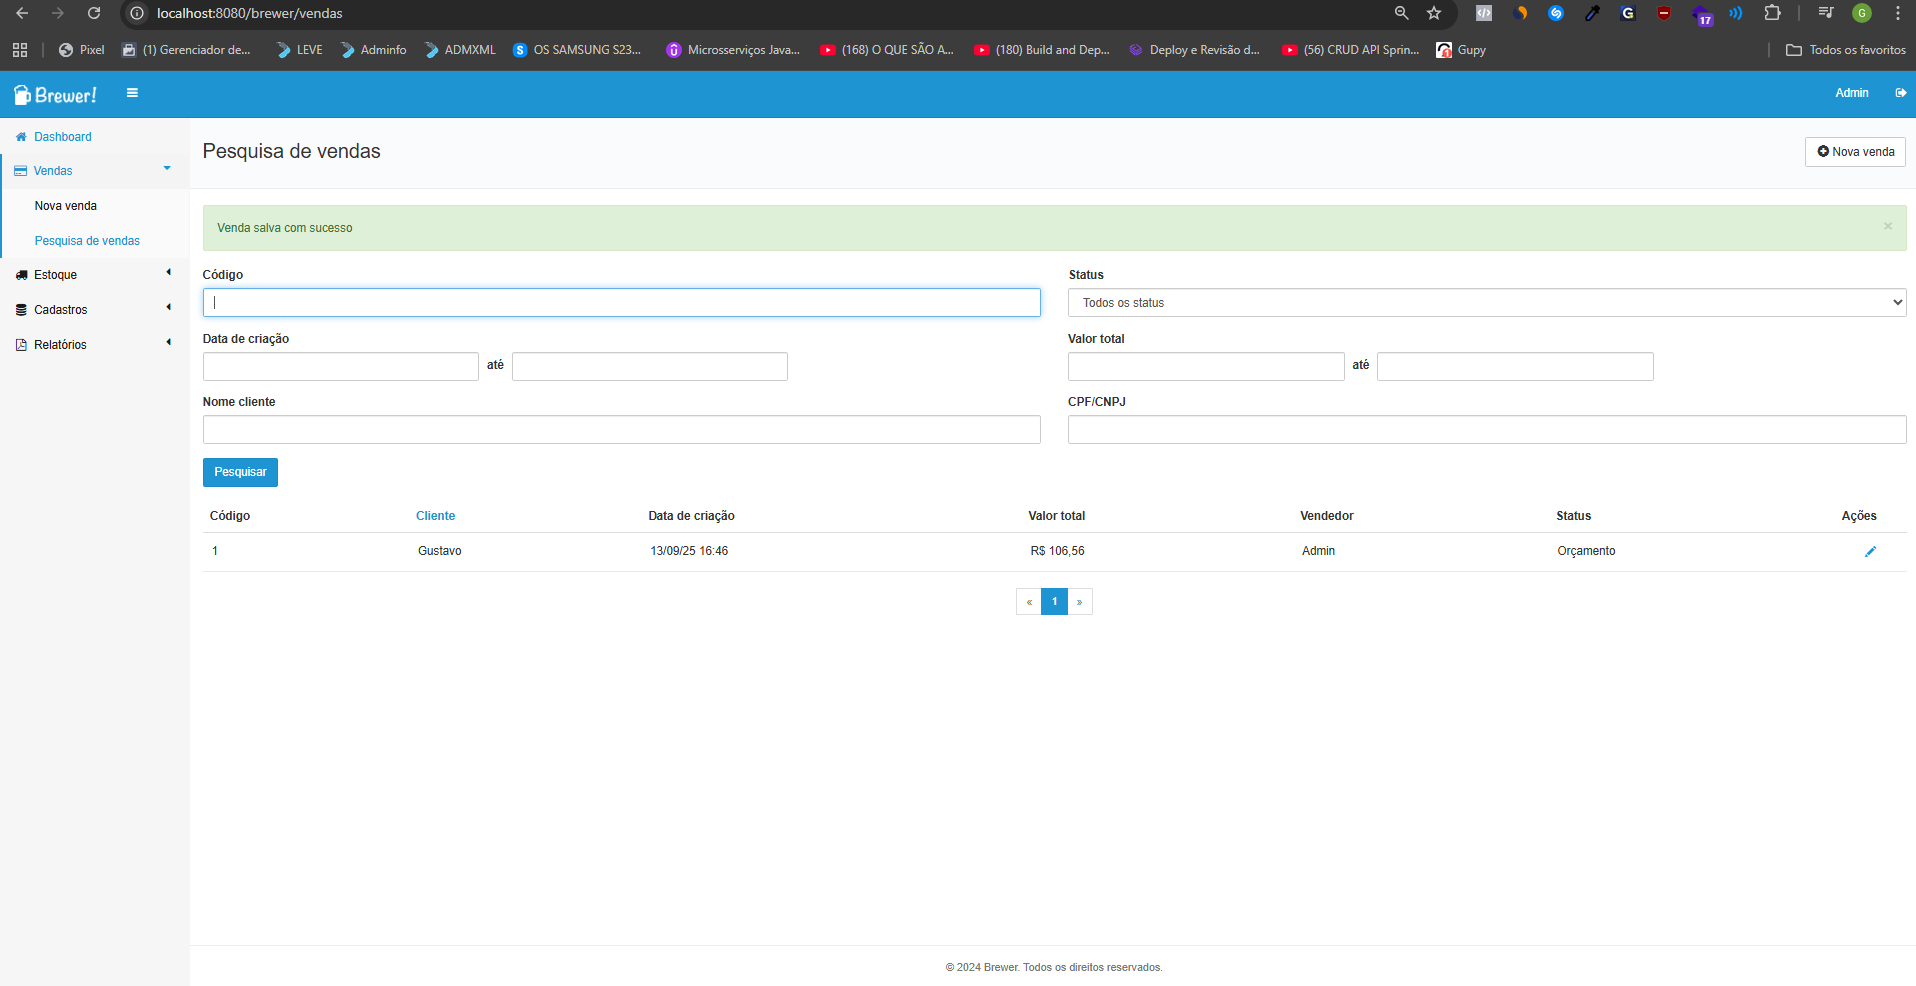 localhost:8080/brewer/vendas
17
G
Pixel
(1) Gerenciador de...
LEVE
Adminfo
ADMXML
OS SAMSUNG S23...
Microsserviços Java...
(168) O QUE SÃO A...
(180) Build and Dep...
Deploy e Revisão d...
(56) CRUD API Sprin...
Gupy
Todos os favoritos
Brewer!
Admin
Dashboard
Vendas
Nova venda
Pesquisa de vendas
Estoque
Cadastros
Relatórios
Pesquisa de vendas
Nova venda
Venda salva com sucesso
×
Código
Status
Todos os status
Data de criação
até
Valor total
até
Nome cliente
CPF/CNPJ
Pesquisar
Código Cliente Data de criação Valor total Vendedor Status Ações
1 Gustavo 13/09/25 16:46 R$ 106,56 Admin Orçamento
« 1 »
© 2024 Brewer. Todos os direitos reservados.